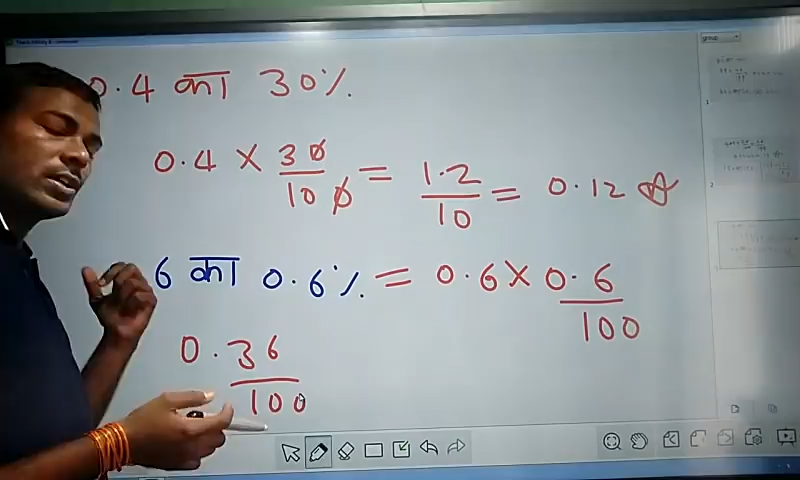 0.4 का 30%
0.4 × 30/100 = 1.2/10 = 0.12
6 का 0.6% = 0.6 × 0.6/100
0.36/100
group